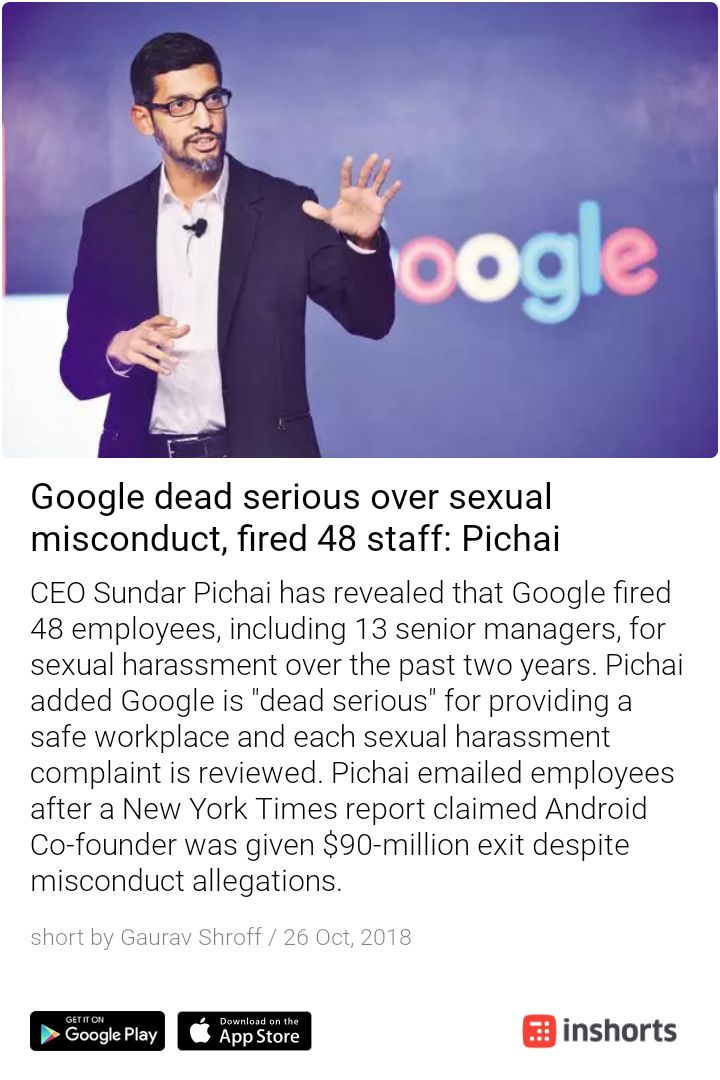 oogle
Google dead serious over sexual
misconduct, fired 48 staff: Pichai
CEO Sundar Pichai has revealed that Google fired
48 employees, including 13 senior managers, for
sexual harassment over the past two years. Pichai
added Google is "dead serious" for providing a
safe workplace and each sexual harassment
complaint is reviewed. Pichai emailed employees
after a New York Times report claimed Android
Co-founder was given $90-million exit despite
misconduct allegations.
short by Gaurav Shroff / 26 Oct, 2018
GET IT ON
Google Play
Download on the
App Store
inshorts